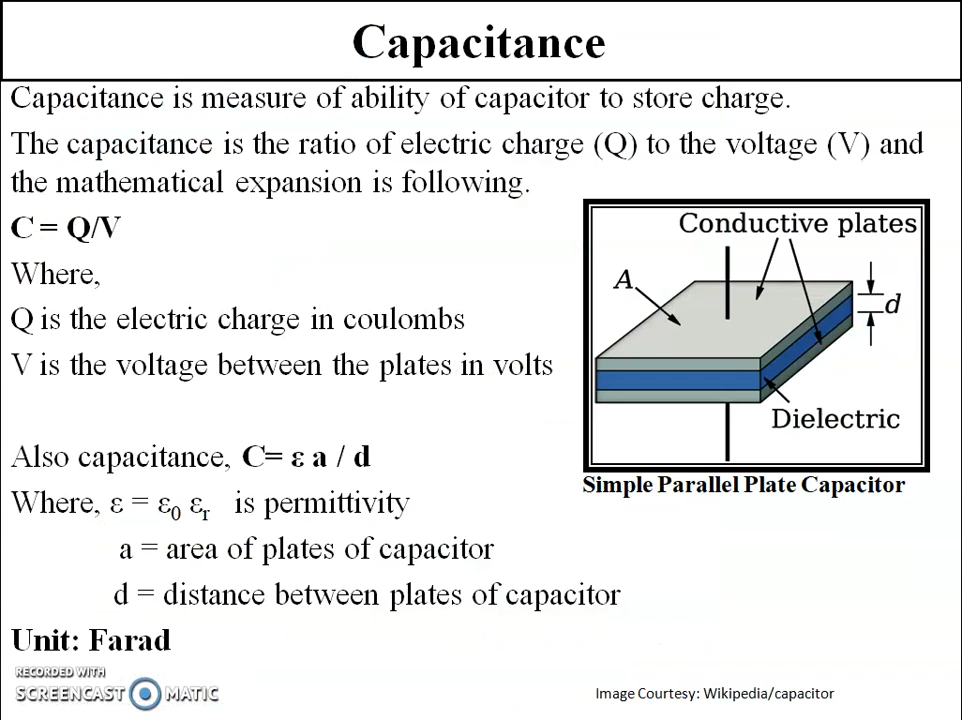 Capacitance
Capacitance is measure of ability of capacitor to store charge.
The capacitance is the ratio of electric charge (Q) to the voltage (V) and
the mathematical expansion is following.
C = Q/V
Where,
Q is the electric charge in coulombs
V is the voltage between the plates in volts
Conductive plates
A
d
Dielectric
Simple Parallel Plate Capacitor
Also capacitance, C= ε a / d
Where, ε = ε0 εr is permittivity
a = area of plates of capacitor
d = distance between plates of capacitor
Unit: Farad
RECORDED WITH
SCREENCAST MATIC
Image Courtesy: Wikipedia/capacitor